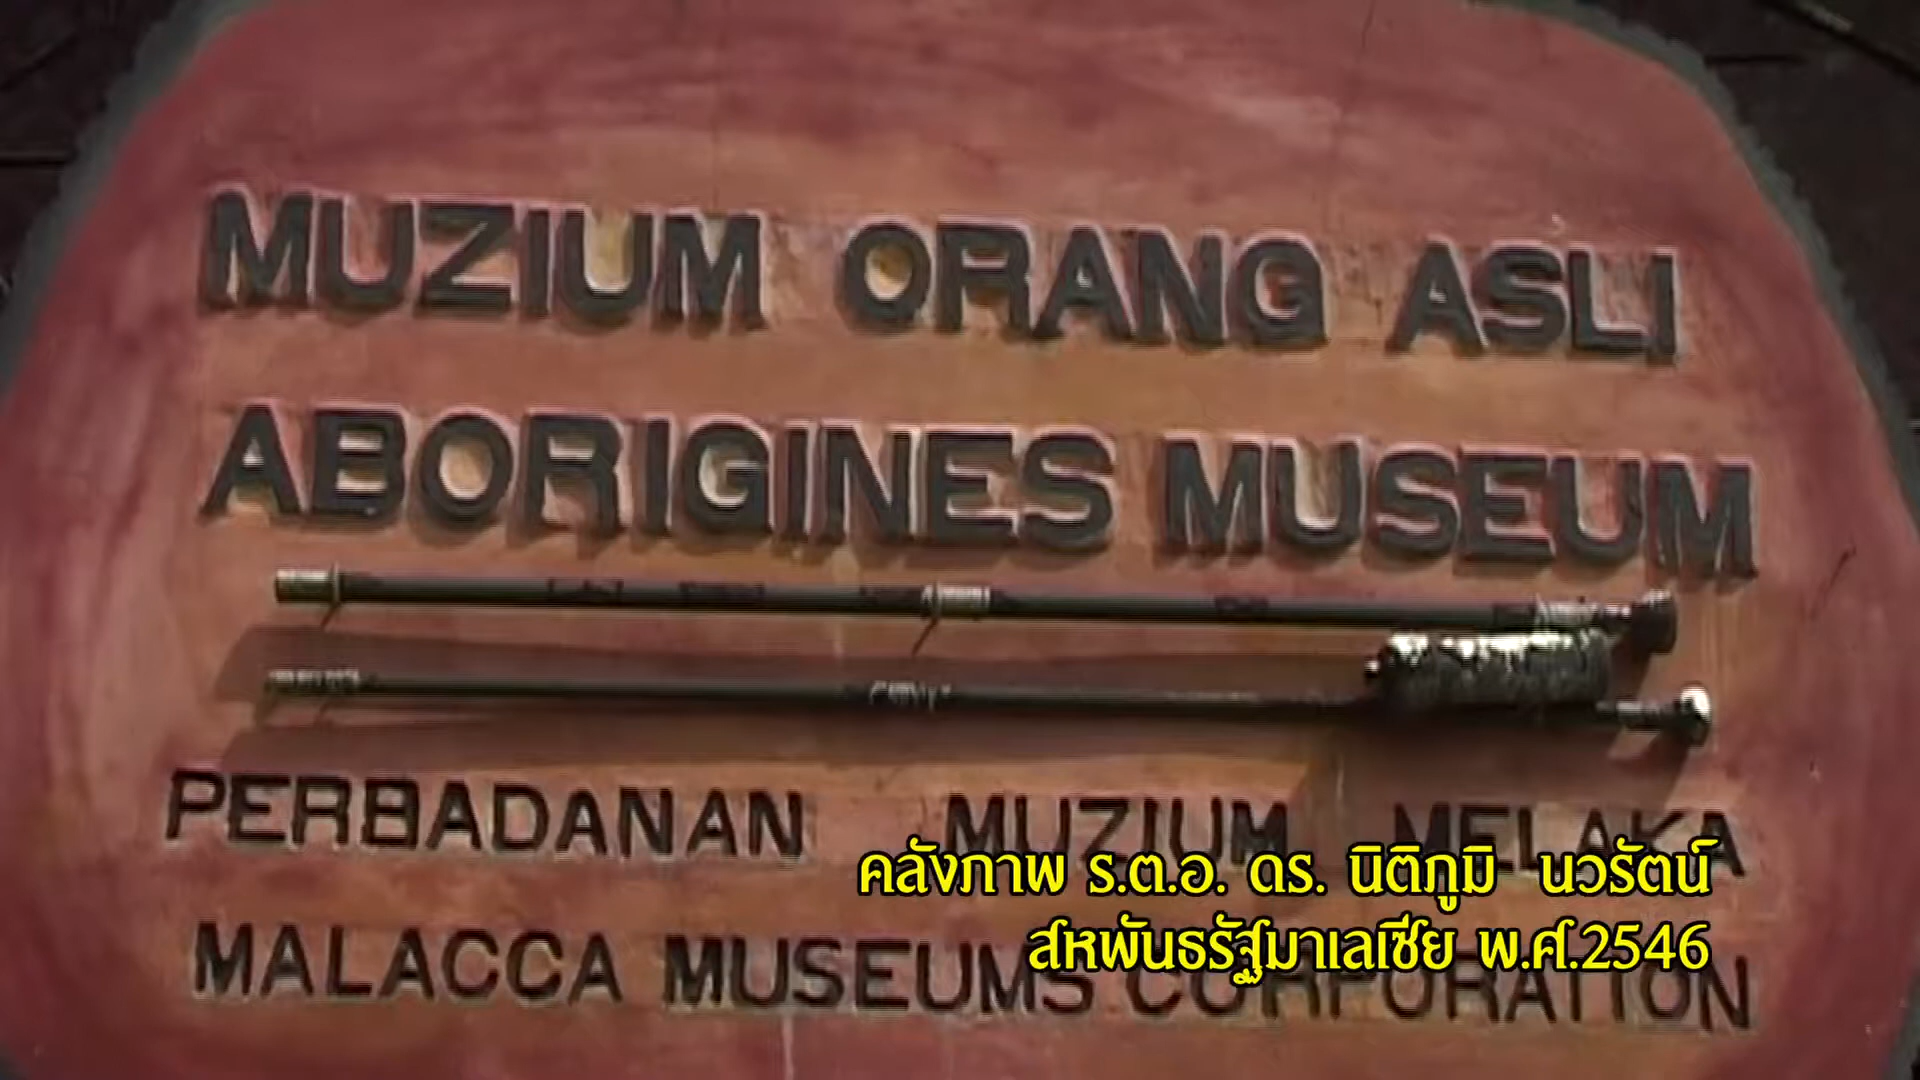 MUZIUM ORANG ASLI
ABORIGINES MUSEUM
PERBADANAN MUZIUM MELAKA
คลังภาพ ร.ต.อ. ดร. นิติภูมิ นวรัตน์
สหพันธรัฐมาเลเซีย พ.ศ.2546
MALACCA MUSEUMS CORPORATION